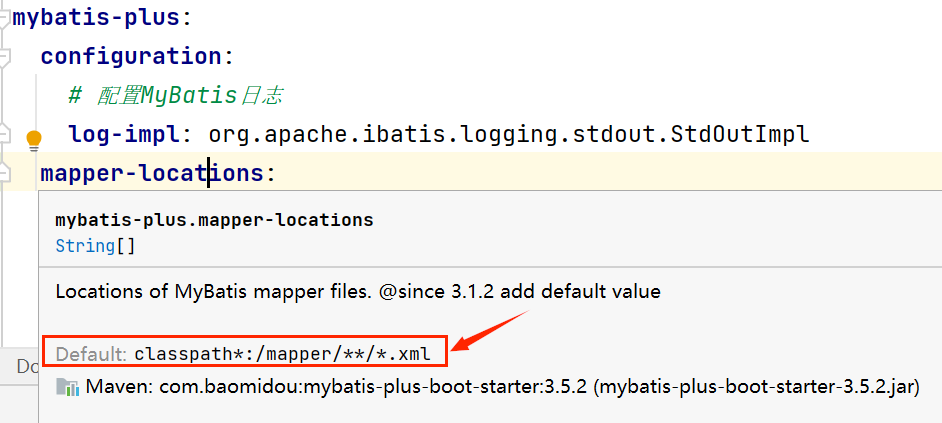 mybatis-plus:
configuration:
# 配置MyBatis日志
log-impl: org.apache.ibatis.logging.stdout.StdOutImpl
mapper-locations:
mybatis-plus.mapper-locations
String[]
Locations of MyBatis mapper files. @since 3.1.2 add default value
Default: classpath*:/mapper/**/*.xml
Do
Maven: com.baomidou:mybatis-plus-boot-starter:3.5.2 (mybatis-plus-boot-starter-3.5.2.jar)